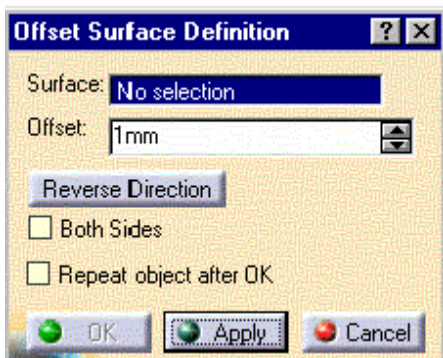 Offset Surface Definition
Surface: No selection
Offset: 1mm
Reverse Direction
Both Sides
Repeat object after OK
OK Apply Cancel